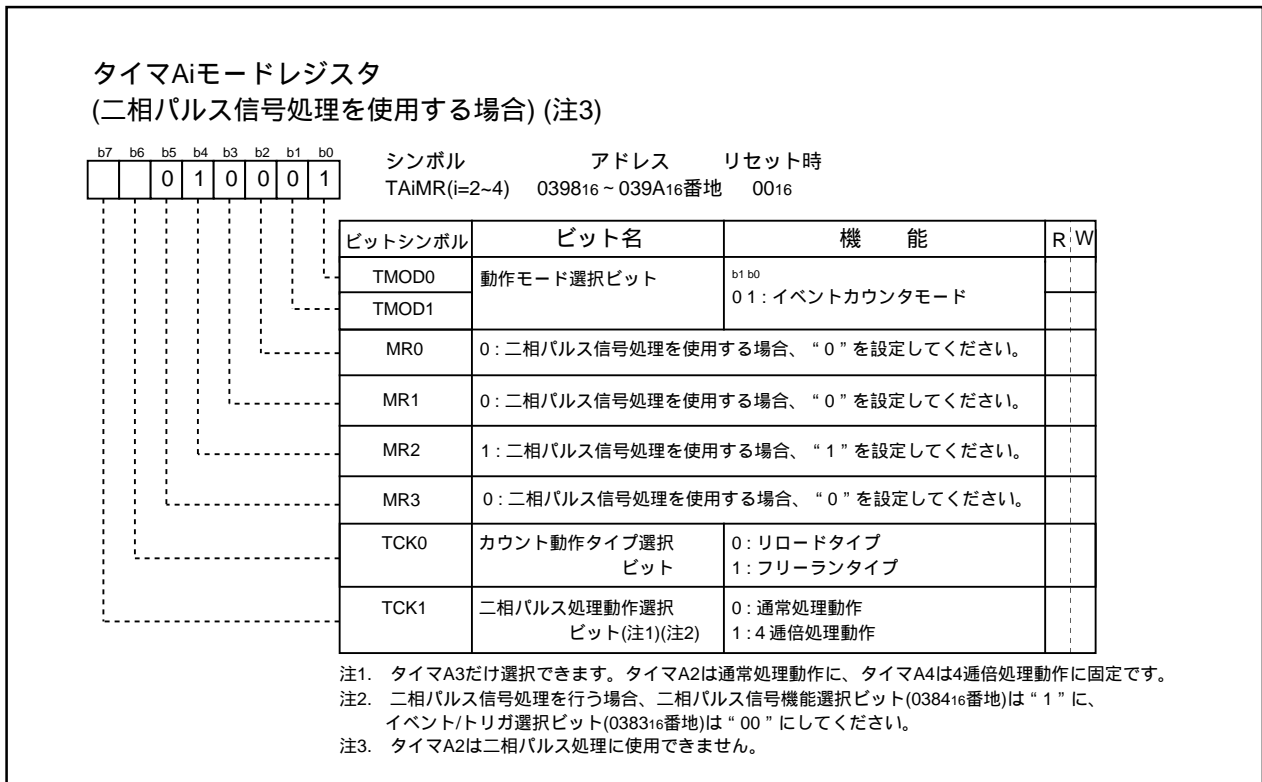 タイマAiモードレジスタ
(二相パルス信号処理を使用する場合) (注3)
b7 b6 b5 b4 b3 b2 b1 b0
0 1 0 0 0 1
シンボル アドレス リセット時
TAiMR(i=2~4) 039816 ~ 039A16番地 0016
ビットシンボル ビット名 機 能 R W
TMOD0 動作モード選択ビット b1 b0
0 1 : イベントカウンタモード
TMOD1
MR0 0 : 二相パルス信号処理を使用する場合、 “ 0 ” を設定してください。
MR1 0 : 二相パルス信号処理を使用する場合、 “ 0 ” を設定してください。
MR2 1 : 二相パルス信号処理を使用する場合、 “ 1 ” を設定してください。
MR3 0 : 二相パルス信号処理を使用する場合、 “ 0 ” を設定してください。
TCK0 カウント動作タイプ選択 0 : リロードタイプ
ビット 1 : フリーランタイプ
TCK1 二相パルス処理動作選択 0 : 通常処理動作
ビット(注1)(注2) 1 : 4 逓倍処理動作
注1. タイマA3だけ選択できます。タイマA2は通常処理動作に、タイマA4は4逓倍処理動作に固定です。
注2. 二相パルス信号処理を行う場合、二相パルス信号機能選択ビット(038416番地)は “ 1 ” に、
イベント/トリガ選択ビット(038316番地)は “ 00 ” にしてください。
注3. タイマA2は二相パルス処理に使用できません。